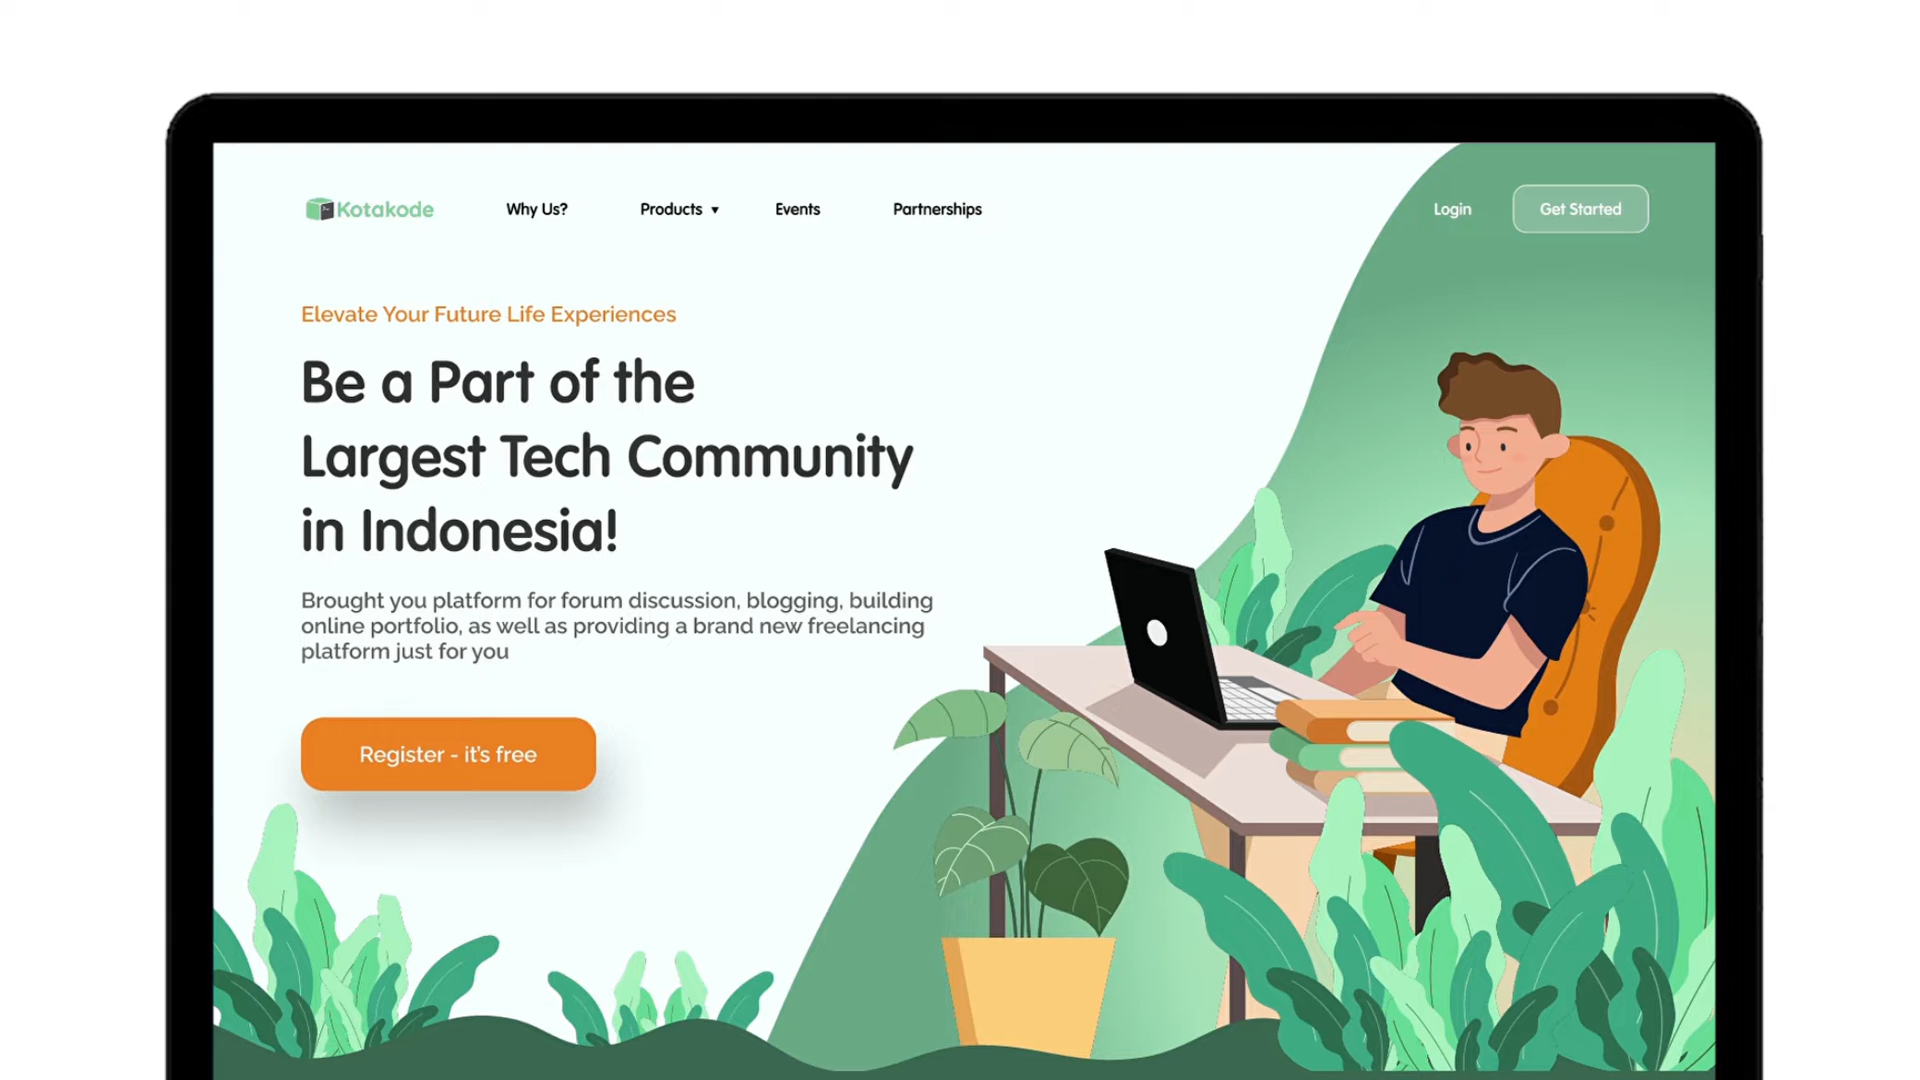 Kotakode
Why Us?
Products ▼
Events
Partnerships
Login
Get Started
Elevate Your Future Life Experiences
Be a Part of the
Largest Tech Community
in Indonesia!
Brought you platform for forum discussion, blogging, building
online portfolio, as well as providing a brand new freelancing
platform just for you
Register - it's free